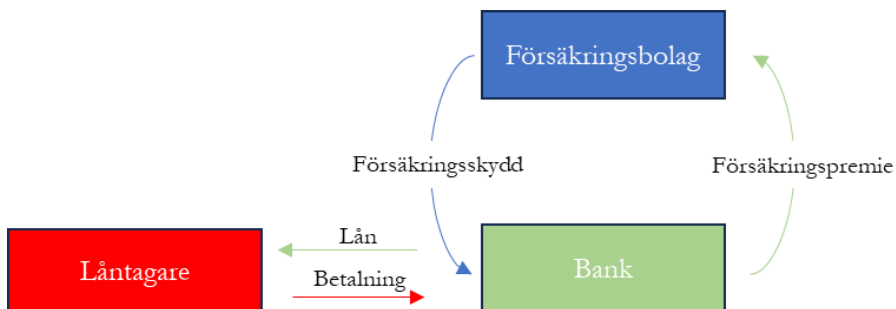 Försäkringsbolag
Försäkringsskydd
Försäkringspremie
Lån
Låntagare
Bank
Betalning